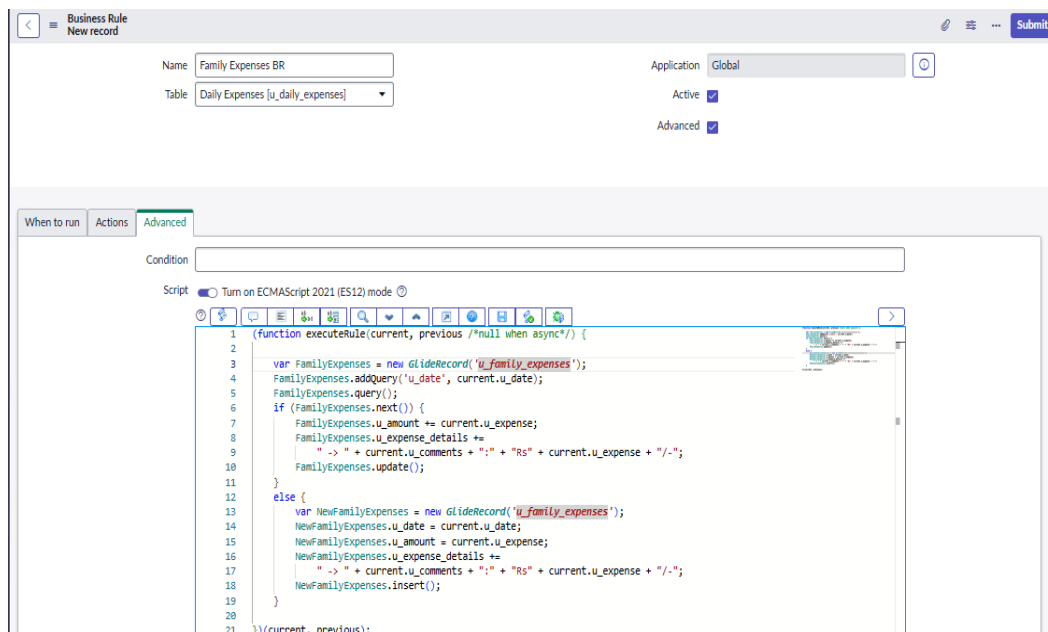 Business Rule
New record
Submit
Name Family Expenses BR
Application Global
Table Daily Expenses [u_daily_expenses]
Active
Advanced
When to run Actions Advanced
Condition
Script Turn on ECMAScript 2021 (ES12) mode
1 (function executeRule(current, previous /*null when async*/) {
2
3 var FamilyExpenses = new GlideRecord('u_family_expenses');
4 FamilyExpenses.addQuery('u_date', current.u_date);
5 FamilyExpenses.query();
6 if (FamilyExpenses.next()) {
7 FamilyExpenses.u_amount += current.u_expense;
8 FamilyExpenses.u_expense_details +=
9 " -> " + current.u_comments + ":" + "Rs" + current.u_expense + "/-";
10 FamilyExpenses.update();
11 }
12 else {
13 var NewFamilyExpenses = new GlideRecord('u_family_expenses');
14 NewFamilyExpenses.u_date = current.u_date;
15 NewFamilyExpenses.u_amount = current.u_expense;
16 NewFamilyExpenses.u_expense_details +=
17 " -> " + current.u_comments + ":" + "Rs" + current.u_expense + "/-";
18 NewFamilyExpenses.insert();
19 }
20
21 })(current, previous);